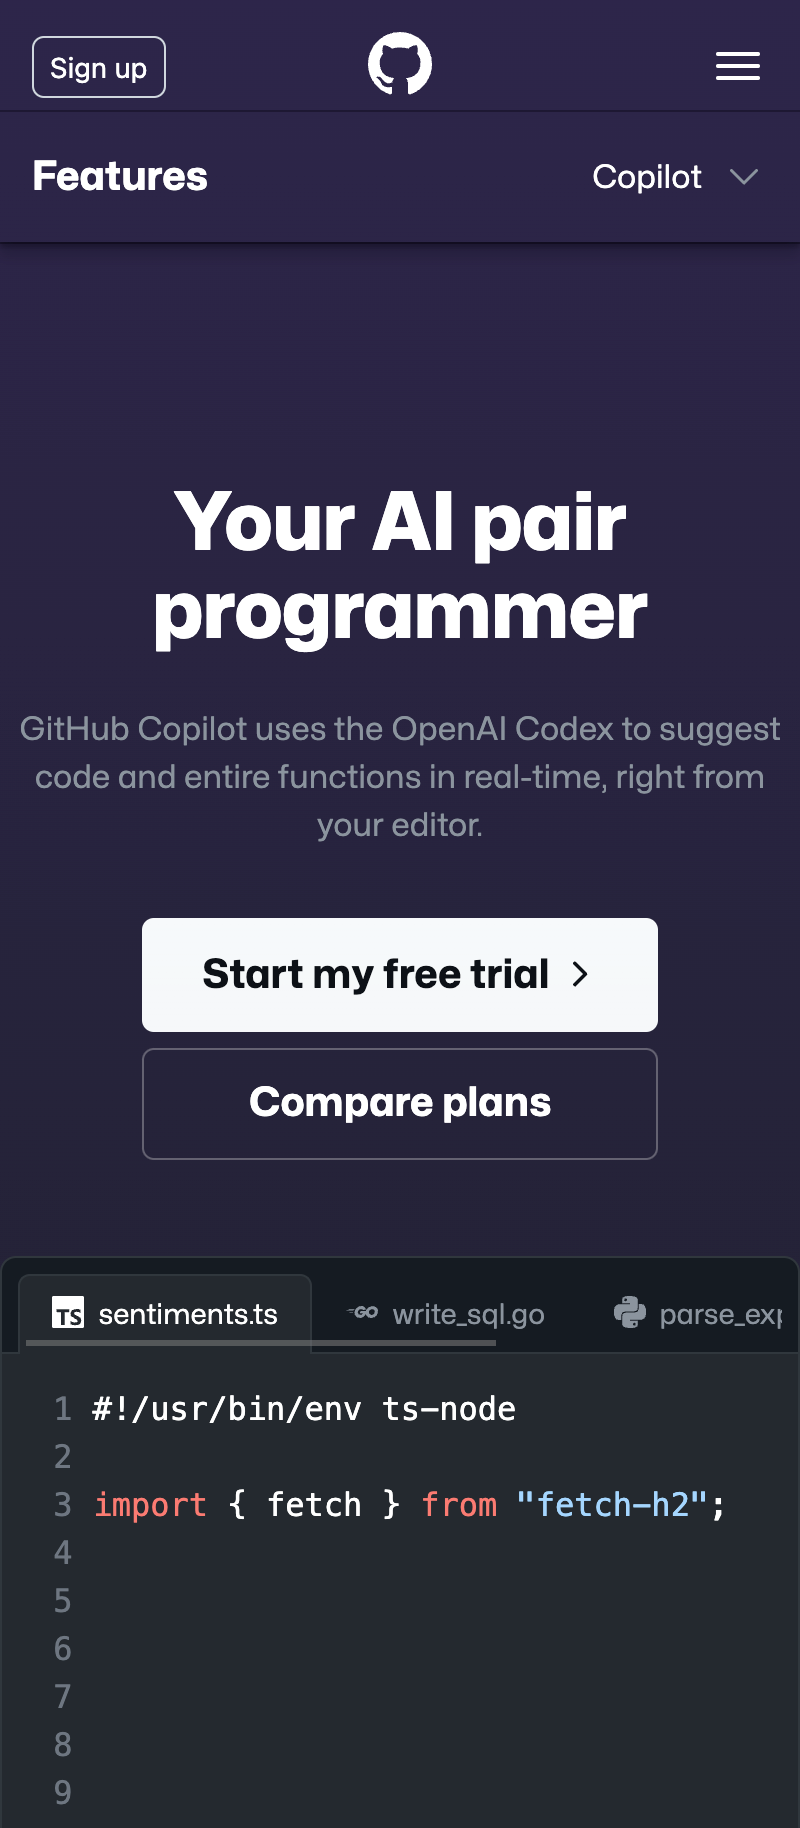 Sign up
Features
Copilot
Your AI pair
programmer
GitHub Copilot uses the OpenAI Codex to suggest
code and entire functions in real-time, right from
your editor.
Start my free trial
Compare plans
TS sentiments.ts
GO write_sql.go
parse_exp
1 #!/usr/bin/env ts-node
2
3 import { fetch } from "fetch-h2";
4
5
6
7
8
9